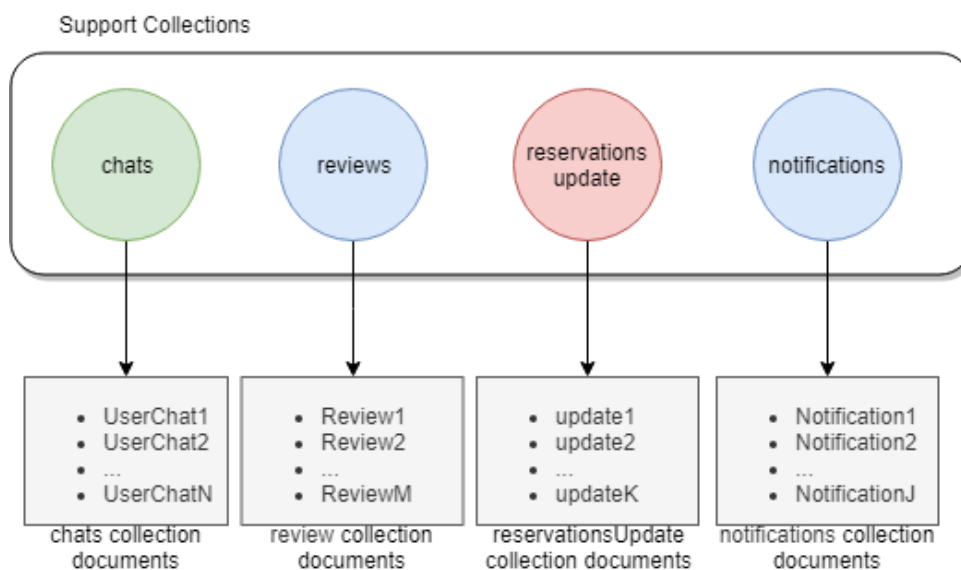 Support Collections
chats
reviews
reservations
update
notifications
• UserChat1
• UserChat2
• ...
• UserChatN
• Review1
• Review2
• ...
• ReviewM
• update1
• update2
• ...
• updateK
• Notification1
• Notification2
• ...
• NotificationJ
chats collection
documents
review collection
documents
reservationsUpdate
collection documents
notifications collection
documents